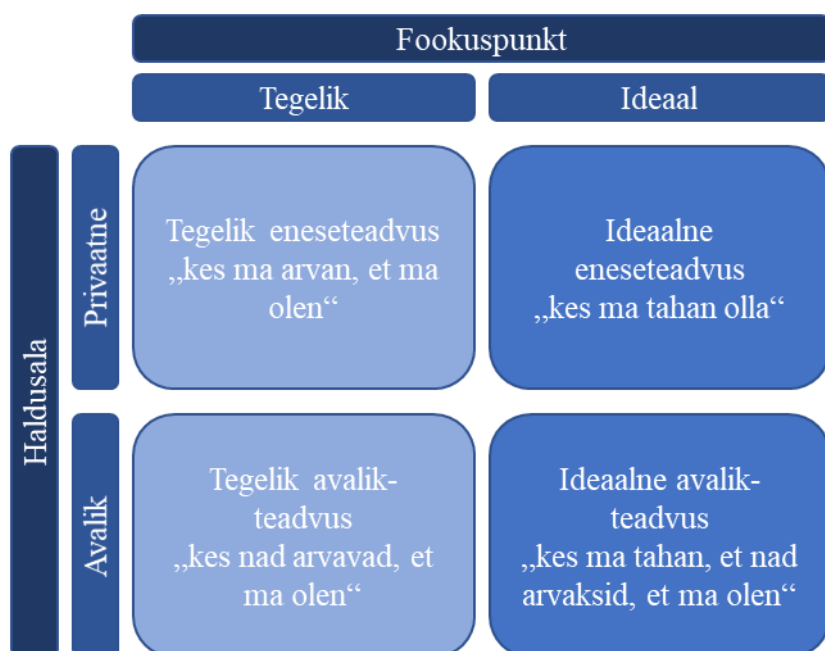 Fookuspunkt
Tegelik
Ideaal
Haldusala
Privaatne
Tegelik eneseteadvus
„kes ma arvan, et ma
olen“
Ideaalne
eneseteadvus
„kes ma tahan olla“
Avalik
Tegelik avalik-
teadvus
„kes nad arvavad, et
ma olen“
Ideaalne avalik-
teadvus
„kes ma tahan, et nad
arvaksid, et ma olen“